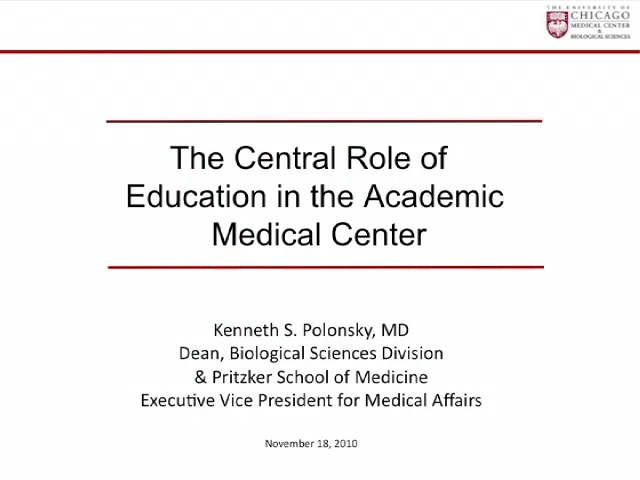 THE UNIVERSITY OF
CHICAGO
MEDICAL CENTER
&
BIOLOGICAL SCIENCES
The Central Role of
Education in the Academic
Medical Center
Kenneth S. Polonsky, MD
Dean, Biological Sciences Division
& Pritzker School of Medicine
Executive Vice President for Medical Affairs
November 18, 2010